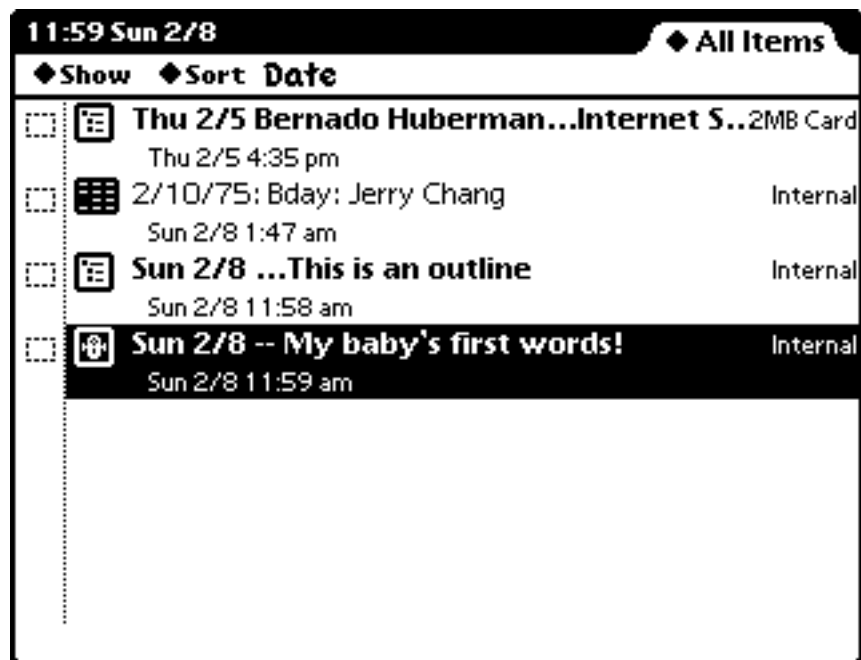 11:59 Sun 2/8
◆ All Items
◆Show ◆Sort Date
Thu 2/5 Bernado Huberman...Internet S.. 2MB Card
Thu 2/5 4:35 pm
2/10/75: Bday: Jerry Chang Internal
Sun 2/8 1:47 am
Sun 2/8 ...This is an outline Internal
Sun 2/8 11:58 am
Sun 2/8 -- My baby's first words! Internal
Sun 2/8 11:59 am